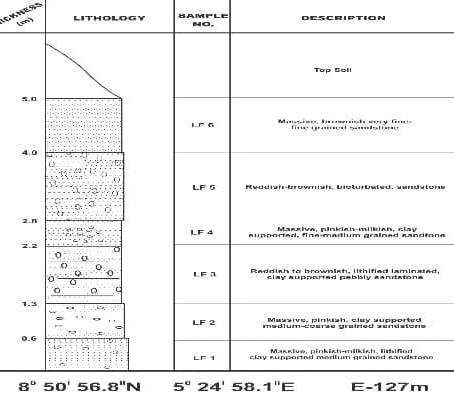 THICKNESS (m) LITHOLOGY SAMPLE NO. DESCRIPTION
Top Soil
5.0
LF 6 Massive, brownish very fine-
fine grained sandstone
4.0
LF 5 Reddish-brownish, bioturbated, sandstone
2.8
LF 4 Massive, pinkish-milkish, clay
supported, fine-medium grained sandtone
2.2
LF 3 Reddish to brownish, lithified laminated,
clay supported pebbly sandstone
1.3
LF 2 Massive, pinkish, clay supported
medium-coarse grained sandstone
0.6
LF 1 Massive, pinkish-milkish, lithified
clay supported medium grained sandstone
8° 50' 56.8"N 5° 24' 58.1"E E-127m